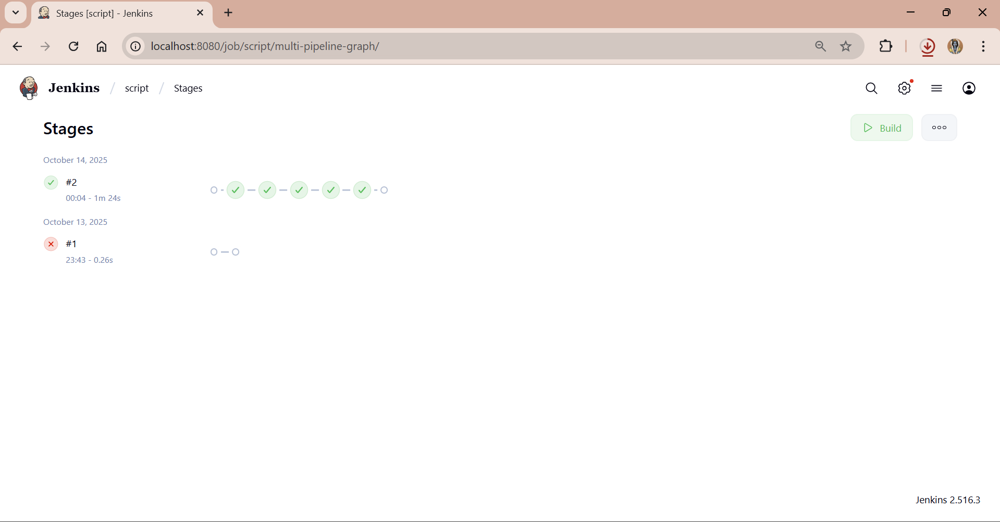 Stages [script] - Jenkins
localhost:8080/job/script/multi-pipeline-graph/
Jenkins / script / Stages
Stages
Build
October 14, 2025
#2
00:04 - 1m 24s
October 13, 2025
#1
23:43 - 0.26s
Jenkins 2.516.3